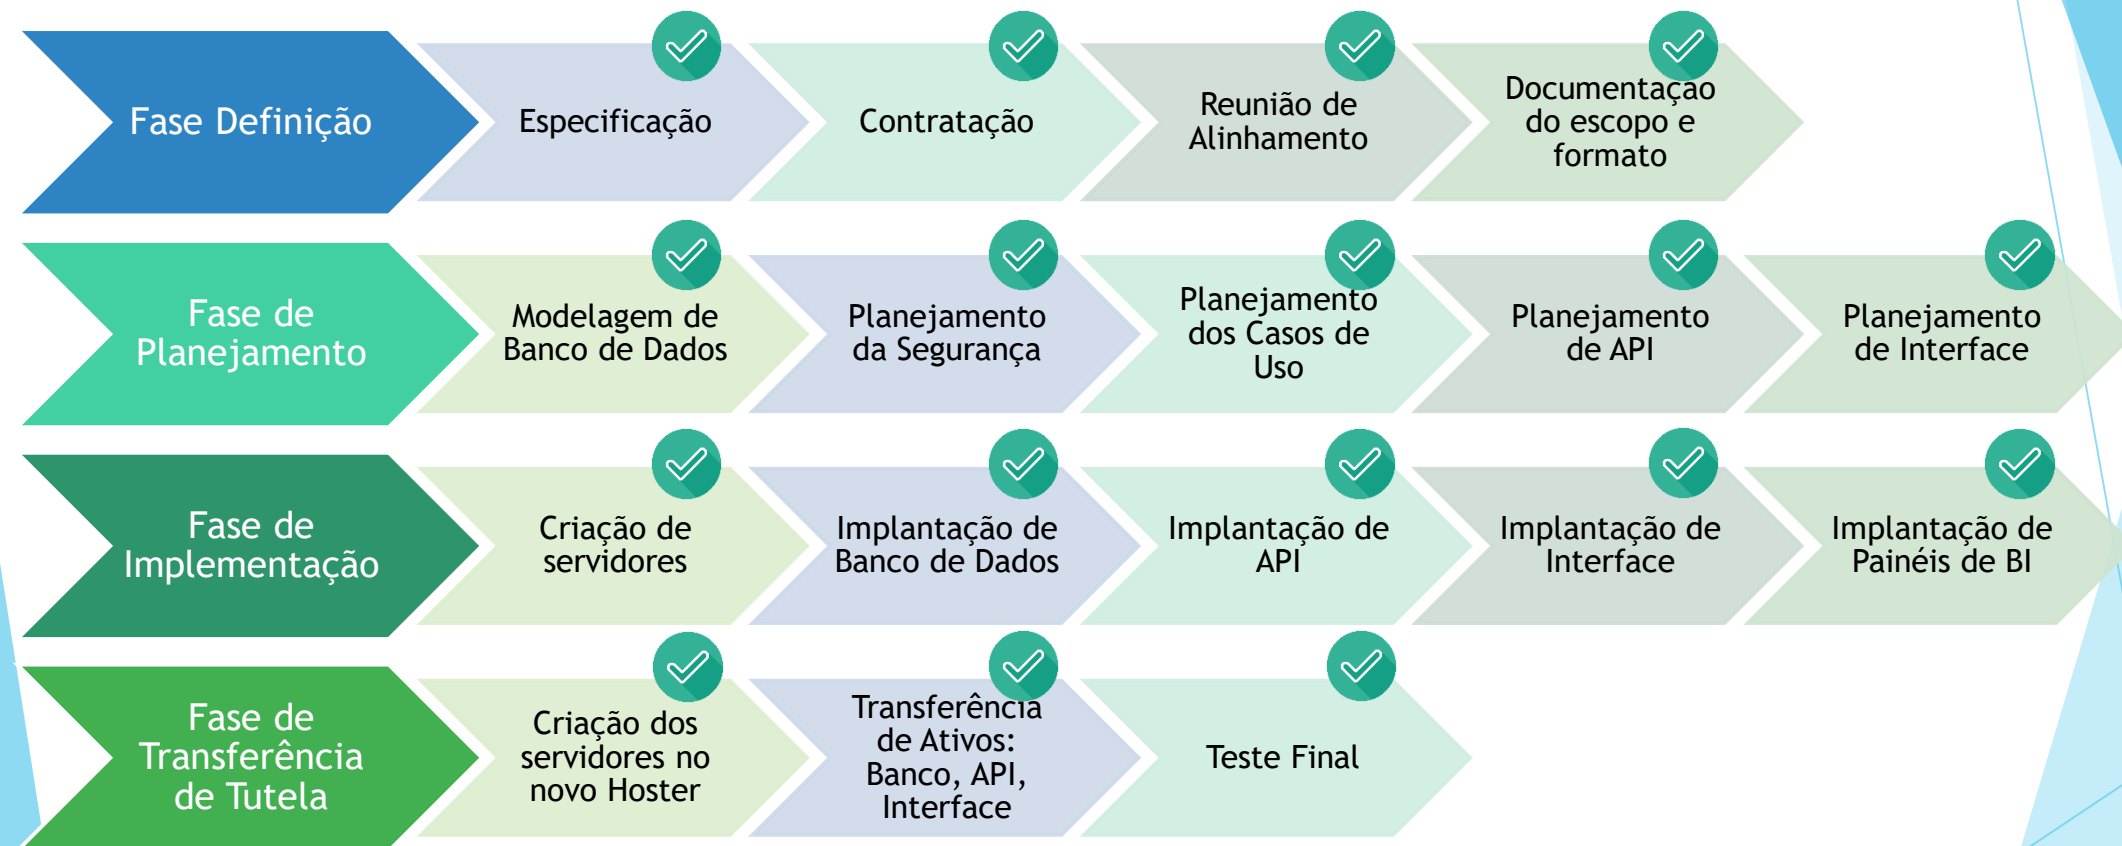 Fase Definição
Especificação
Contratação
Reunião de
Alinhamento
Documentação
do escopo e
formato
Fase de
Planejamento
Modelagem de
Banco de Dados
Planejamento
da Segurança
Planejamento
dos Casos de
Uso
Planejamento
de API
Planejamento
de Interface
Fase de
Implementação
Criação de
servidores
Implantação de
Banco de Dados
Implantação de
API
Implantação de
Interface
Implantação de
Painéis de BI
Fase de
Transferência
de Tutela
Criação dos
servidores no
novo Hoster
Transferência
de Ativos:
Banco, API,
Interface
Teste Final